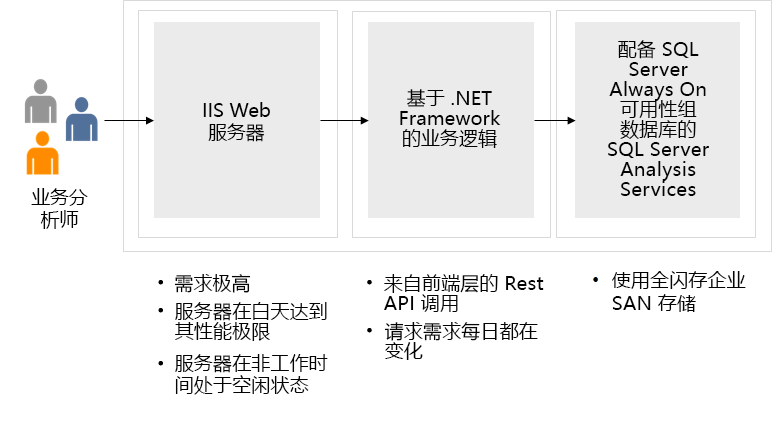 业务分
析师
IIS Web
服务器
基于 .NET
Framework
的业务逻辑
配备 SQL
Server
Always On
可用性组
数据库的
SQL Server
Analysis
Services
• 需求极高
• 服务器在白天达到
其性能极限
• 服务器在非工作时
间处于空闲状态
• 来自前端层的 Rest
API 调用
• 请求需求每日都在
变化
• 使用全闪存企业
SAN 存储